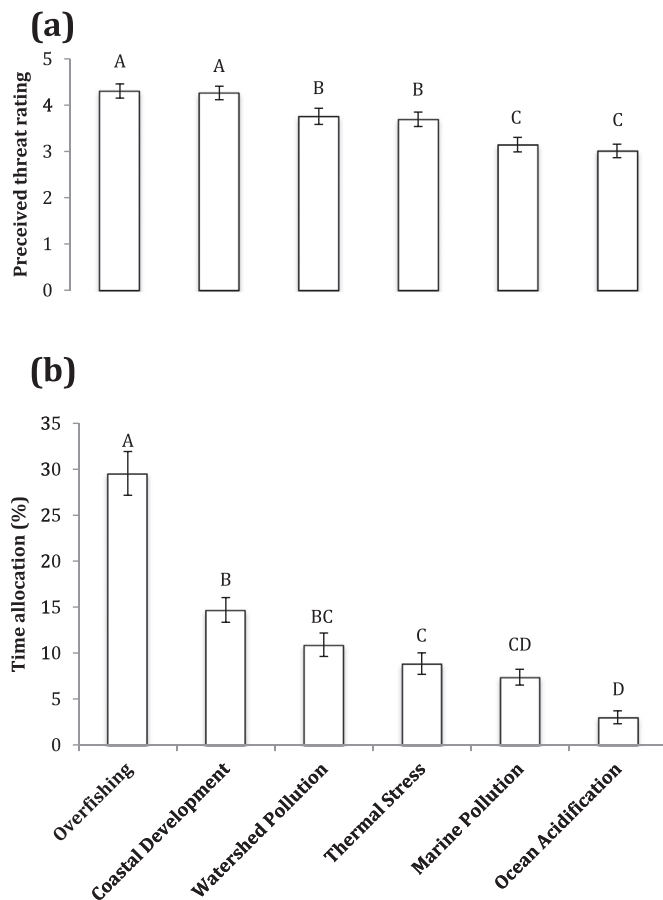 (a)
Preceived threat rating
5
4
3
2
1
0
A
A
B
B
C
C
(b)
Time allocation (%)
35
30
25
20
15
10
5
0
A
B
BC
C
CD
D
Overfishing
Coastal Development
Watershed Pollution
Thermal Stress
Marine Pollution
Ocean Acidification